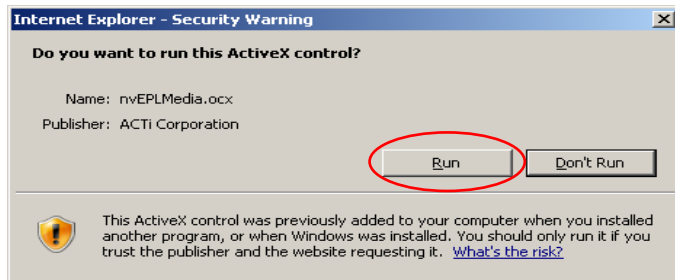 Internet Explorer - Security Warning
Do you want to run this ActiveX control?
Name: nvEPLMedia.ocx
Publisher: ACTi Corporation
Run Don't Run
This ActiveX control was previously added to your computer when you installed
another program, or when Windows was installed. You should only run it if you
trust the publisher and the website requesting it. What's the risk?